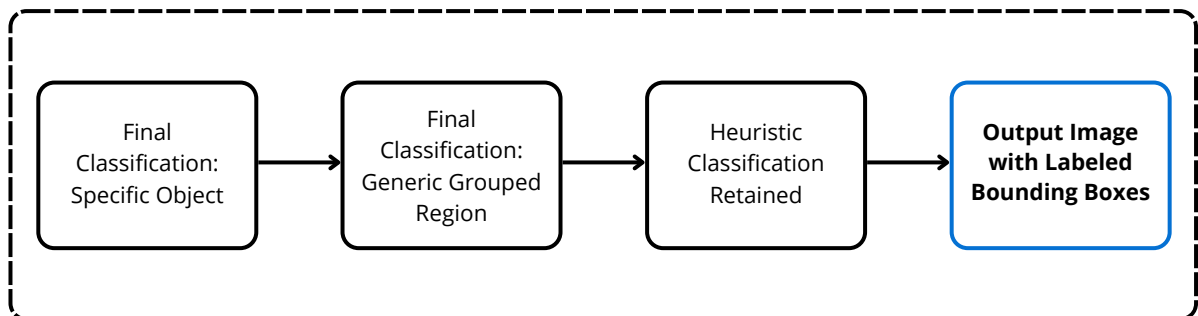 Final
Classification:
Specific Object
Final
Classification:
Generic Grouped
Region
Heuristic
Classification
Retained
Output Image
with Labeled
Bounding Boxes